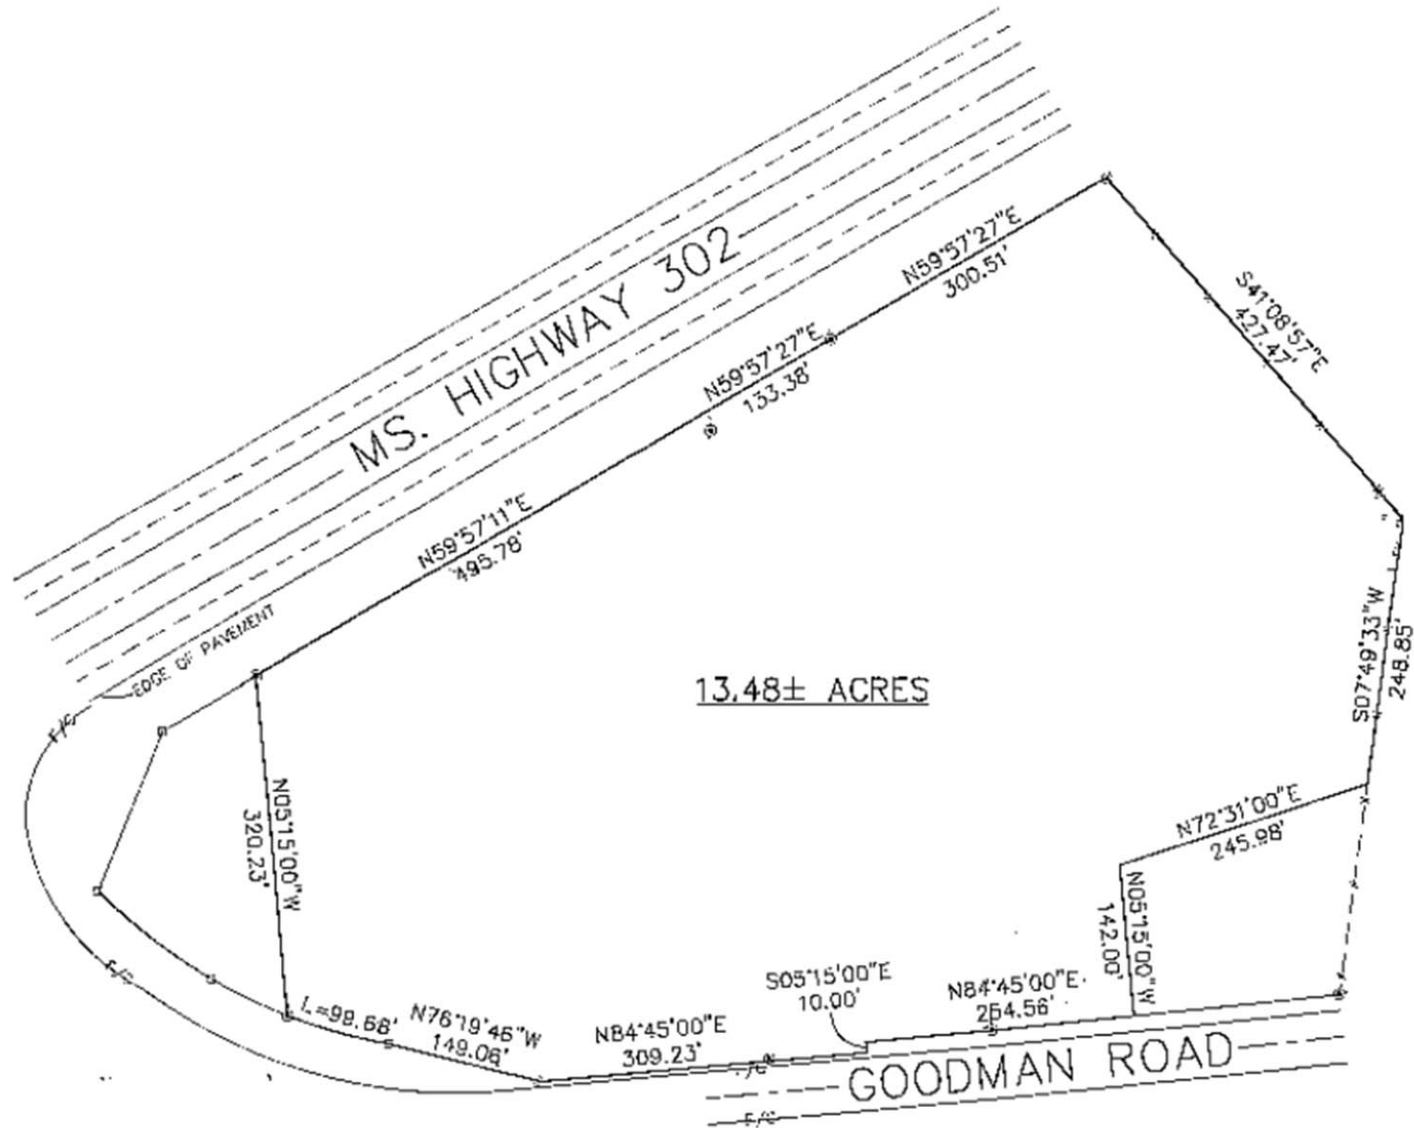 MS. HIGHWAY 302
N59°57'27"E
300.51'
S41°08'57"E
427.47'
N59°57'27"E
133.38'
N59°57'11"E
495.78'
EDGE OF PAVEMENT
13.48± ACRES
S07°49'33"W
248.85'
N05°15'00"W
320.23'
N72°31'00"E
245.98'
N05°15'00"W
142.00'
S05°15'00"E
10.00'
N84°45'00"E
254.56'
L=99.68'
N76°19'46"W
149.06'
N84°45'00"E
309.23'
GOODMAN ROAD